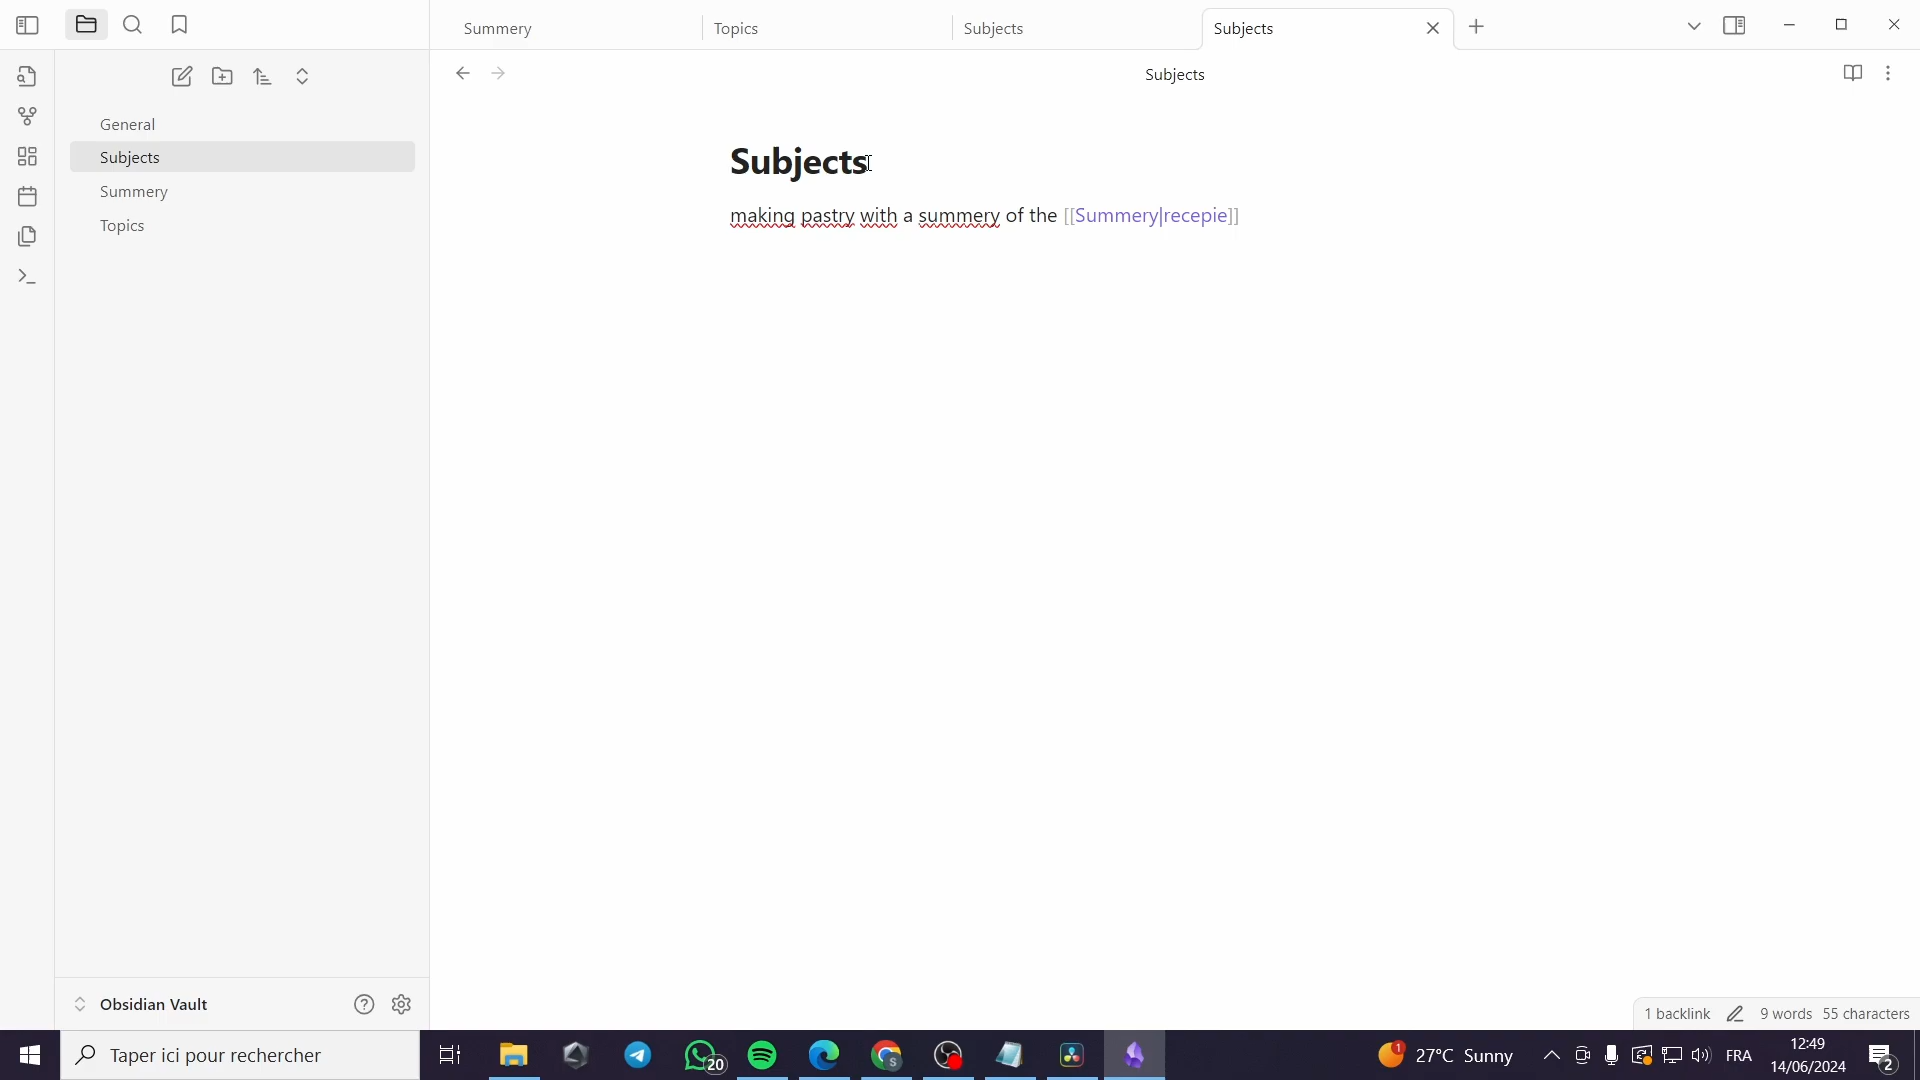 Summery
Topics
Subjects
Subjects
Subjects
General
Subjects
Summery
Topics
Subjects
making pastry with a summery of the [[Summery|recepie]]
Obsidian Vault
1 backlink 9 words 55 characters
Taper ici pour rechercher
20
1
27°C Sunny
FRA
12:49
14/06/2024
2